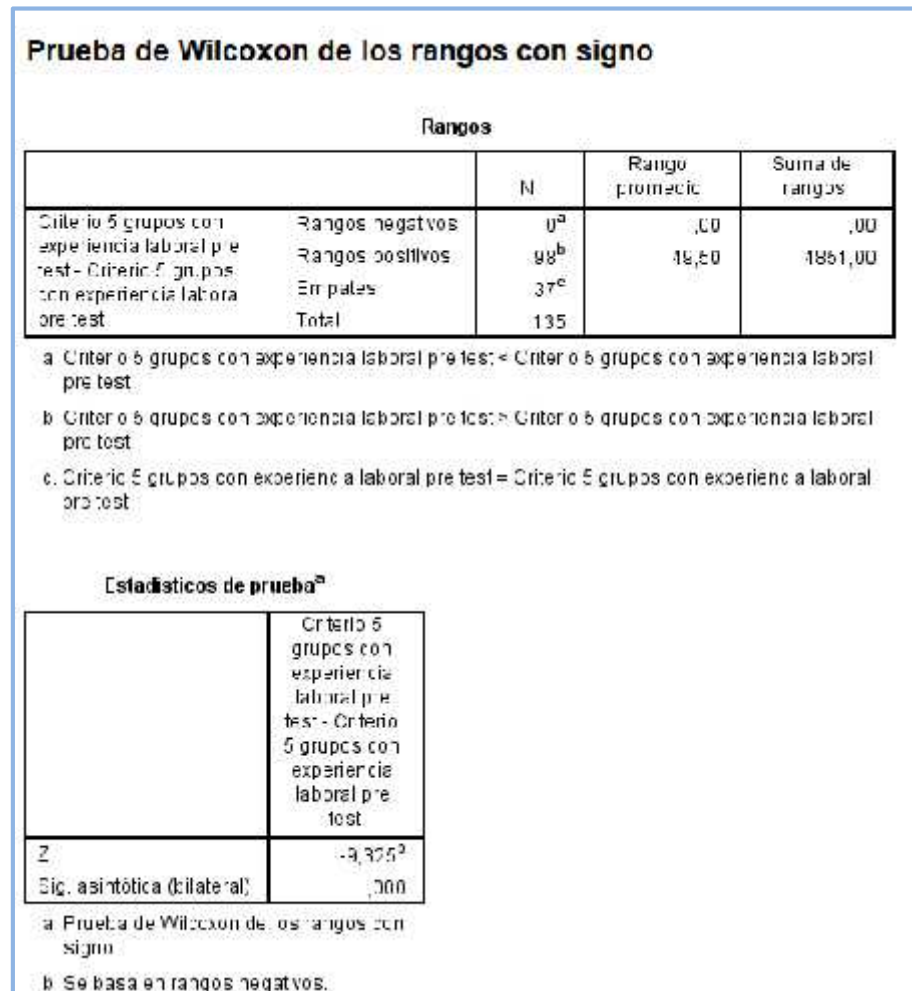 Prueba de Wilcoxon de los rangos con signo
Rangos
N
Rango
promedio
Suma de
rangos
Criterio 5 grupos con
experiencia laboral pre
test - Criterio 5 grupos
con experiencia laboral
pre test
Rangos negativos 0a ,00 ,00
Rangos positivos 98b 49,50 4851,00
Empates 37c
Total 135
a. Criterio 5 grupos con experiencia laboral pre test < Criterio 5 grupos con experiencia laboral
pre test
b. Criterio 5 grupos con experiencia laboral pre test > Criterio 5 grupos con experiencia laboral
pre test
c. Criterio 5 grupos con experiencia laboral pre test = Criterio 5 grupos con experiencia laboral
pre test
Estadísticos de pruebaa
Criterio 5
grupos con
experiencia
laboral pre
test - Criterio
5 grupos con
experiencia
laboral pre
test
Z -9,325b
Sig. asintótica (bilateral) ,000
a. Prueba de Wilcoxon de los rangos con
signo
b. Se basa en rangos negativos.